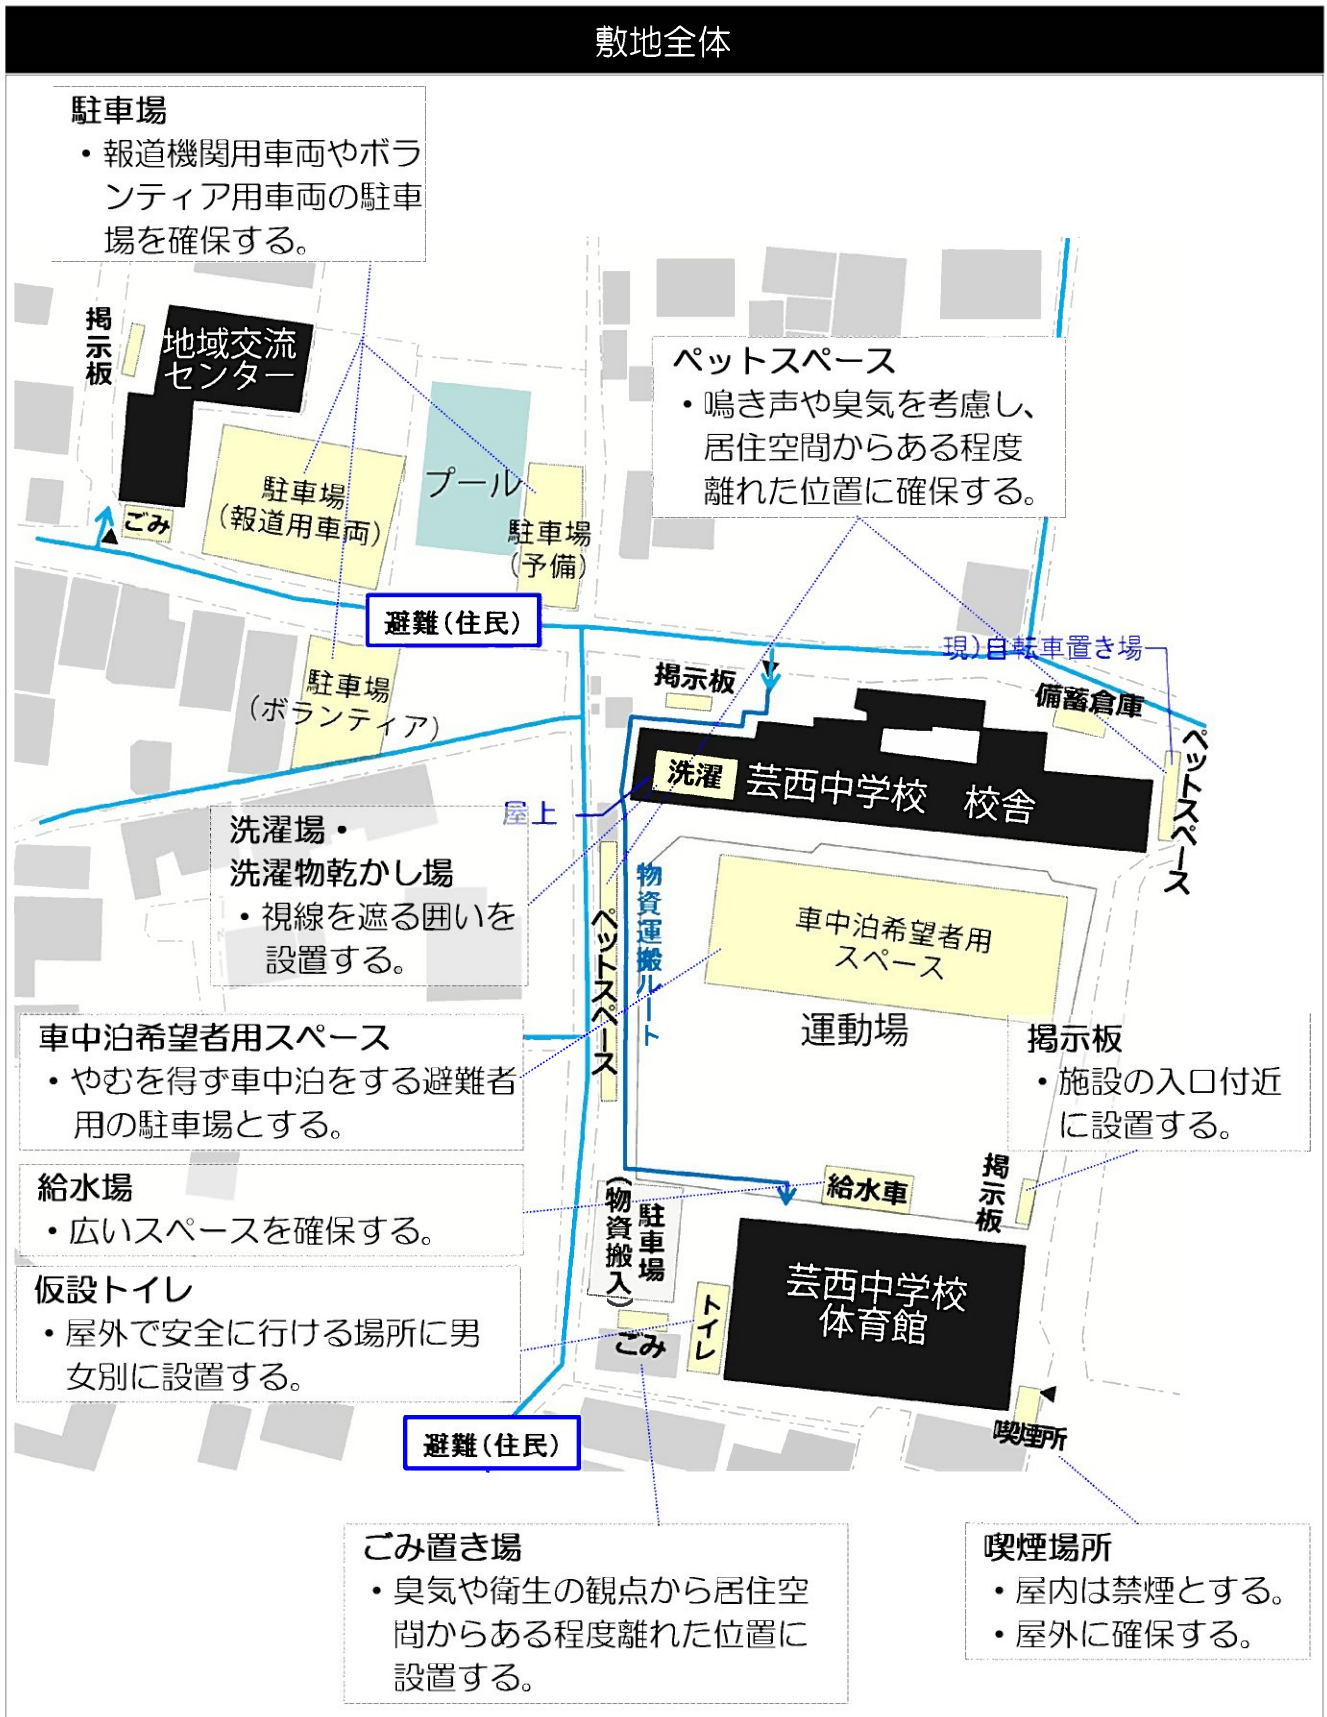 敷地全体
駐車場
・報道機関用車両やボラ
ンティア用車両の駐車
場を確保する。
掲示板
地域交流
センター
ペットスペース
・鳴き声や臭気を考慮し、
居住空間からある程度
離れた位置に確保する。
駐車場
(報道用車両)
プール
駐車場
(予備)
ごみ
避難(住民)
現)自転車置き場
駐車場
(ボランティア)
掲示板
備蓄倉庫
ペットスペース
洗濯
芸西中学校 校舎
屋上
洗濯場・
洗濯物乾かし場
・視線を遮る囲いを
設置する。
物資運搬ルート
ペットスペース
車中泊希望者用
スペース
運動場
車中泊希望者用スペース
・やむを得ず車中泊をする避難者
用の駐車場とする。
掲示板
・施設の入口付近
に設置する。
給水場
・広いスペースを確保する。
駐車場
(物資搬入)
給水車
掲示板
仮設トイレ
・屋外で安全に行ける場所に男
女別に設置する。
ごみ
トイレ
芸西中学校
体育館
避難(住民)
喫煙所
ごみ置き場
・臭気や衛生の観点から居住空
間からある程度離れた位置に
設置する。
喫煙場所
・屋内は禁煙とする。
・屋外に確保する。